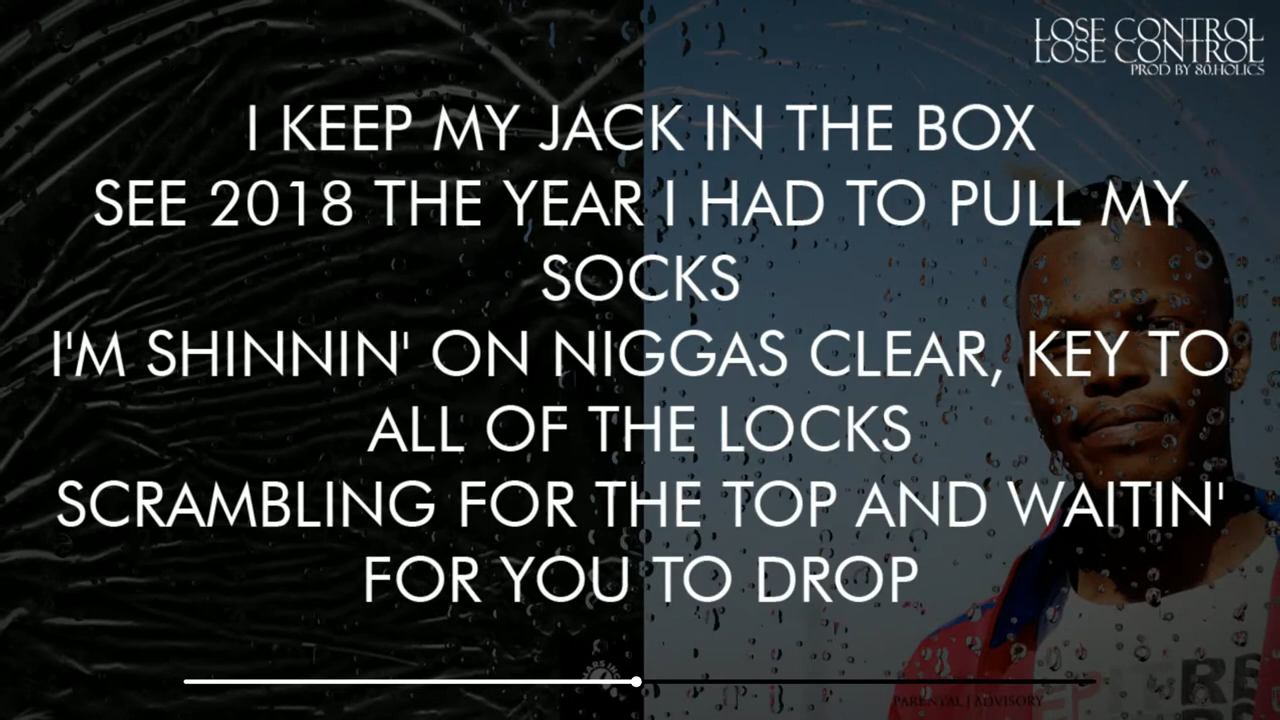 LOSE CONTROL
LOSE CONTROL
PROD BY 80.HOLICS
I KEEP MY JACK IN THE BOX
SEE 2018 THE YEAR I HAD TO PULL MY
SOCKS
I'M SHINNIN' ON NIGGAS CLEAR, KEY TO
ALL OF THE LOCKS
SCRAMBLING FOR THE TOP AND WAITIN'
FOR YOU TO DROP
PARENTAL | ADVISORY